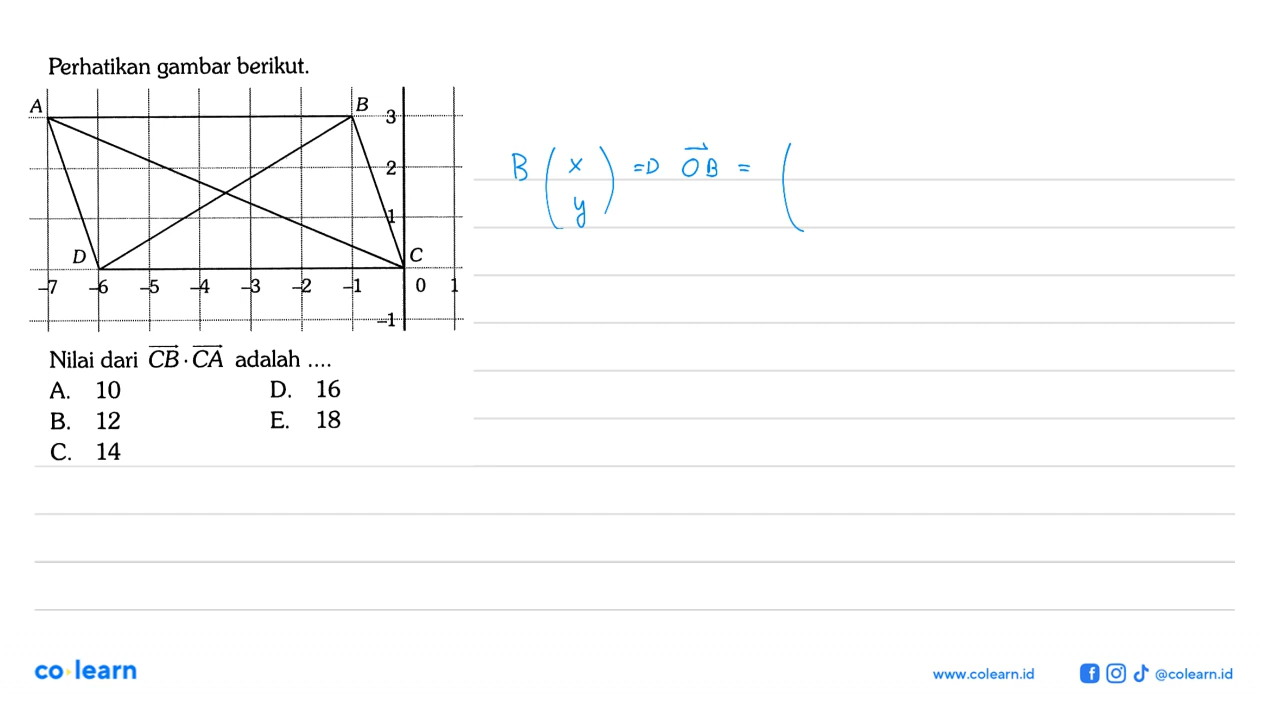 Perhatikan gambar berikut.
A
B
3
2
1
D
C
-7 -6 -5 -4 -3 -2 -1 0 1
-1
B (x y) => OB = (
Nilai dari CB · CA adalah ....
A. 10
D. 16
B. 12
E. 18
C. 14
co learn
www.colearn.id
@colearn.id